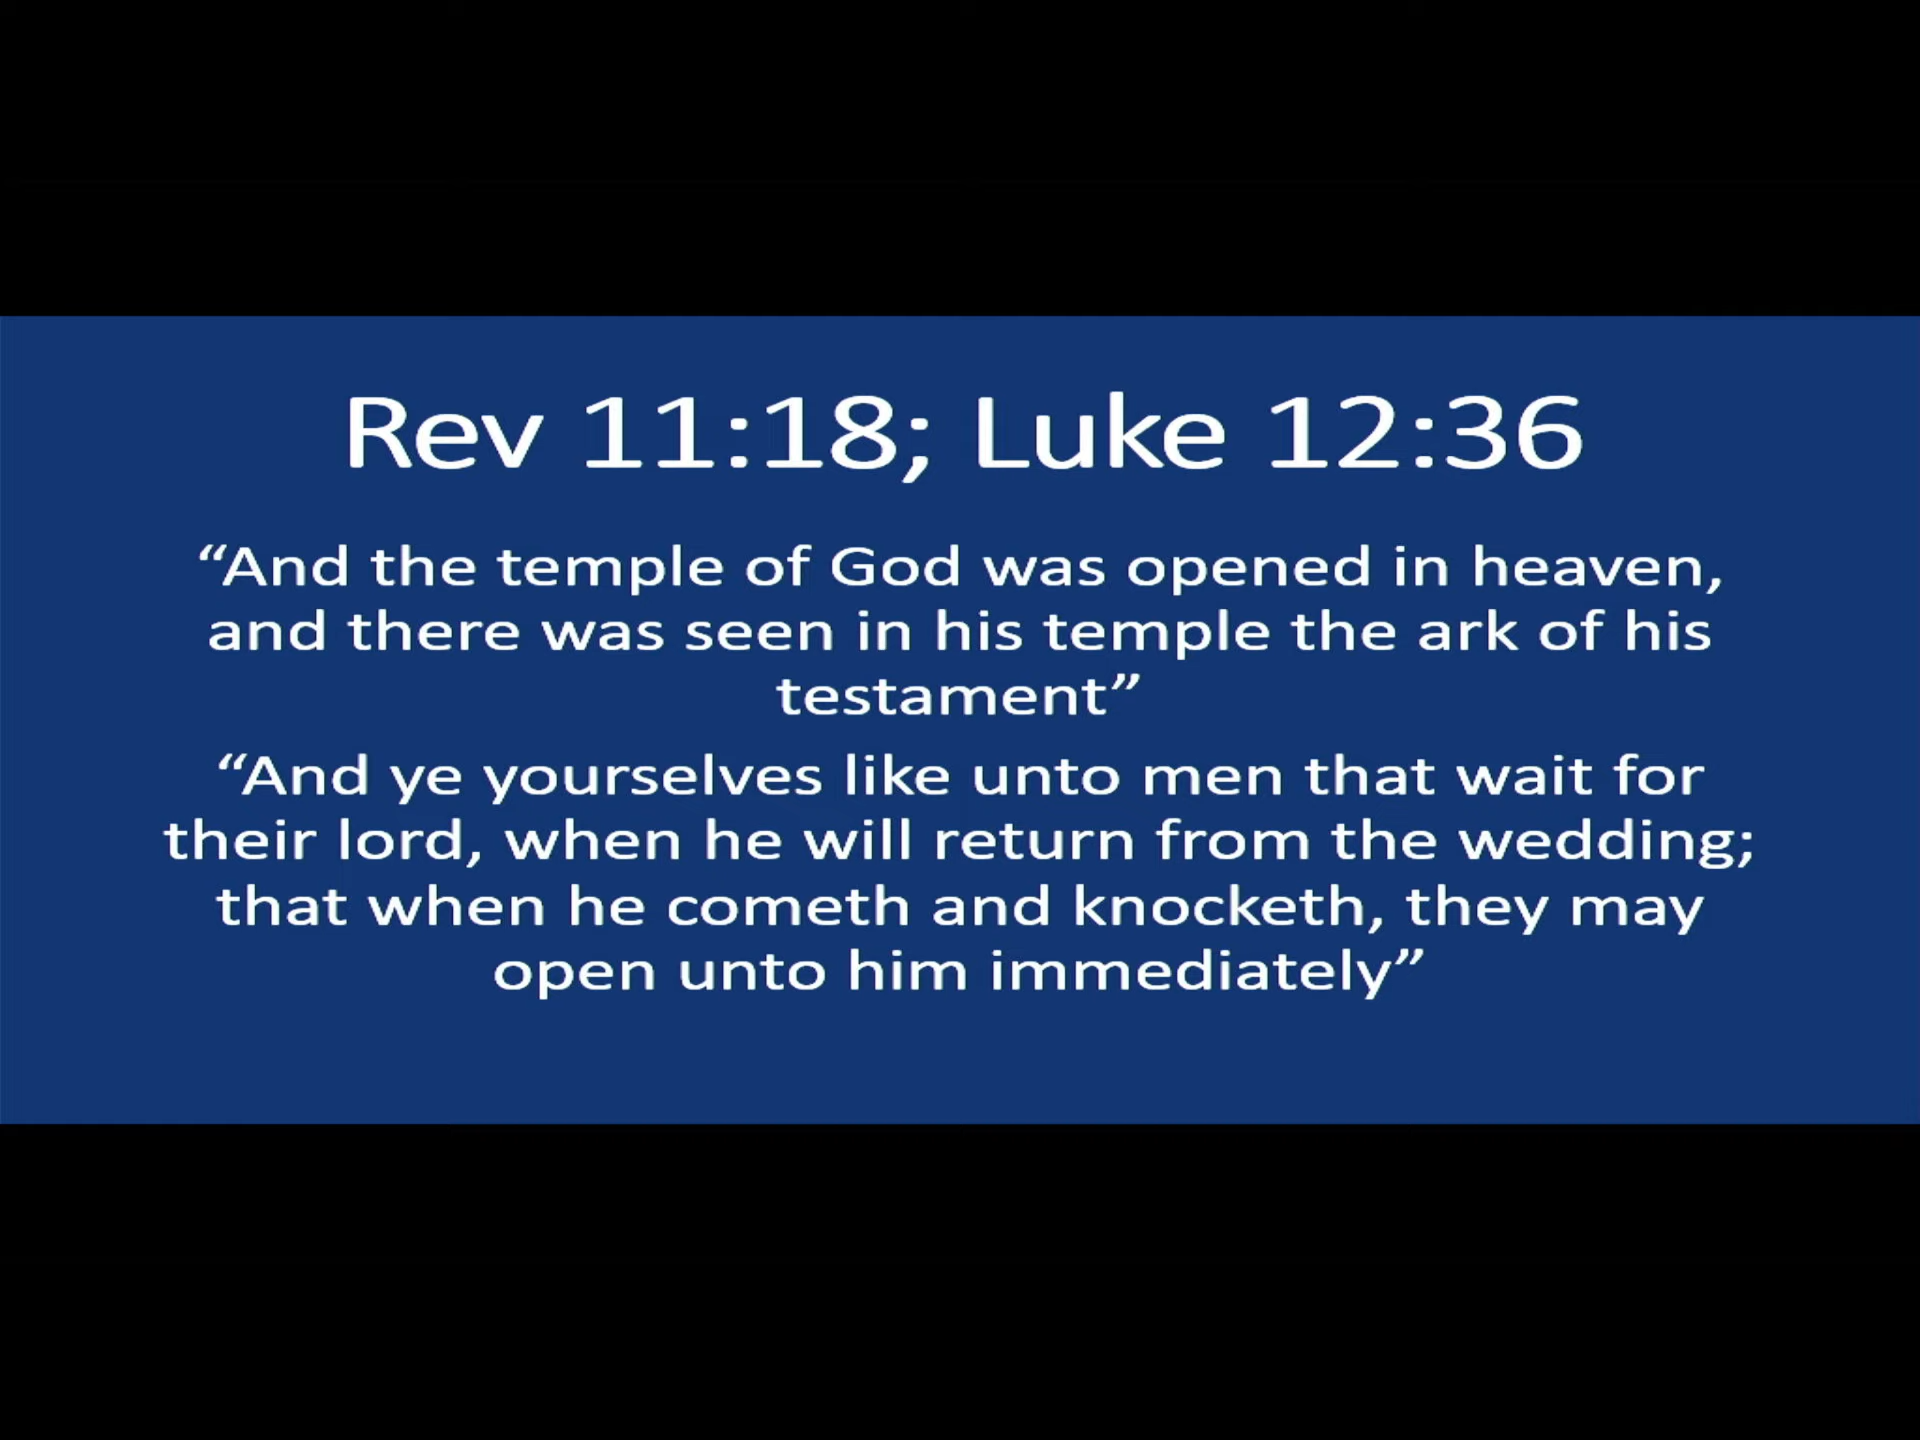 Rev 11:18; Luke 12:36
“And the temple of God was opened in heaven,
and there was seen in his temple the ark of his
testament”
“And ye yourselves like unto men that wait for
their lord, when he will return from the wedding;
that when he cometh and knocketh, they may
open unto him immediately”